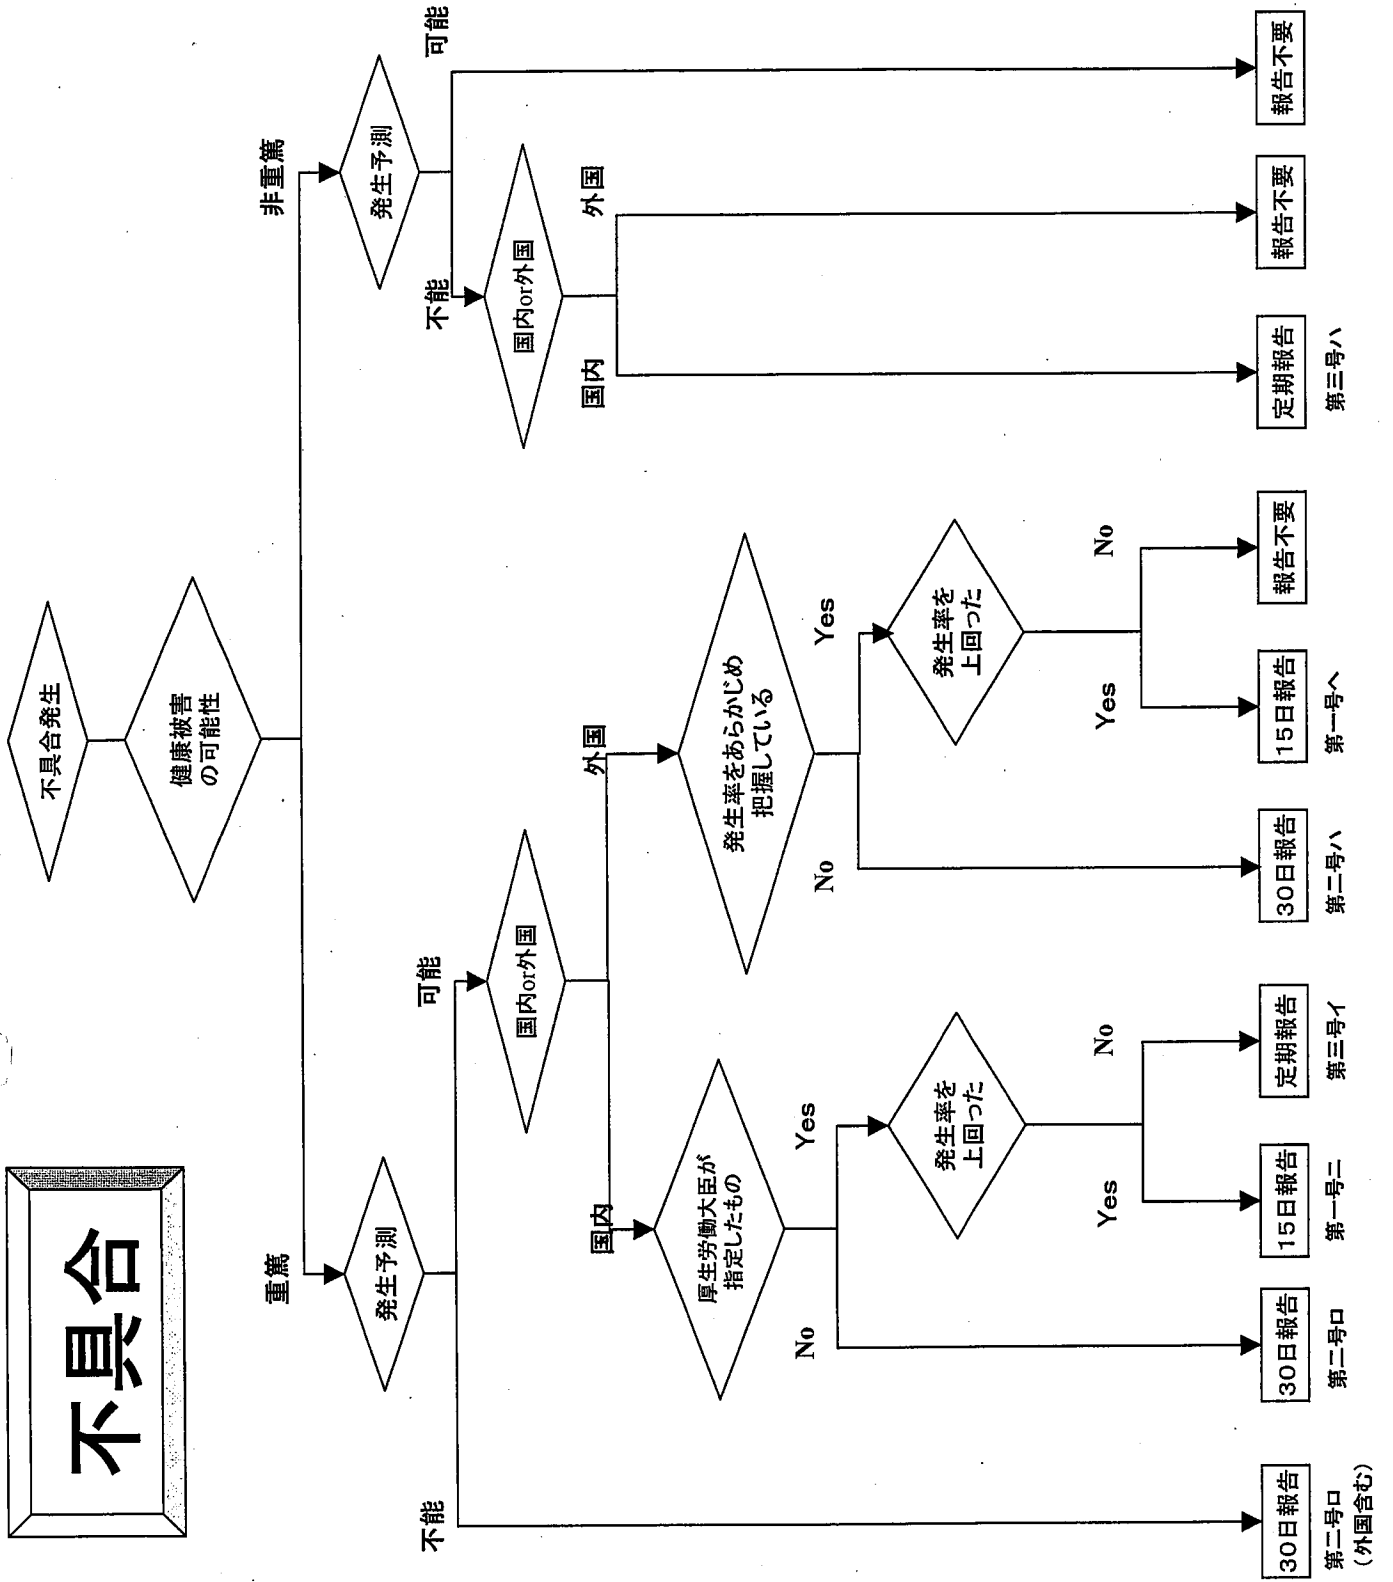 不具合
不具合発生
健康被害
の可能性
重篤
非重篤
発生予測
発生予測
不能
可能
不能
可能
国内or外国
国内or外国
国内
外国
国内
外国
厚生労働大臣が
指定したもの
発生率をあらかじめ
把握している
No
Yes
No
Yes
発生率を
上回った
発生率を
上回った
Yes
No
Yes
No
30日報告
30日報告
15日報告
定期報告
30日報告
15日報告
報告不要
定期報告
報告不要
報告不要
第二号ロ
(外国含む)
第二号ロ
第一号ニ
第三号イ
第二号ハ
第一号ヘ
第三号ハ